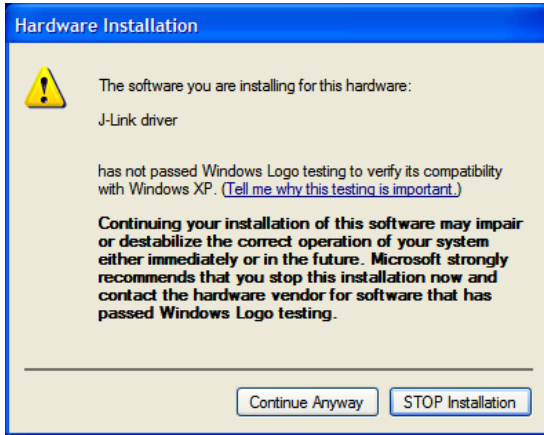 Hardware Installation
The software you are installing for this hardware:
J-Link driver
has not passed Windows Logo testing to verify its compatibility
with Windows XP. (Tell me why this testing is important.)
Continuing your installation of this software may impair
or destabilize the correct operation of your system
either immediately or in the future. Microsoft strongly
recommends that you stop this installation now and
contact the hardware vendor for software that has
passed Windows Logo testing.
Continue Anyway
STOP Installation